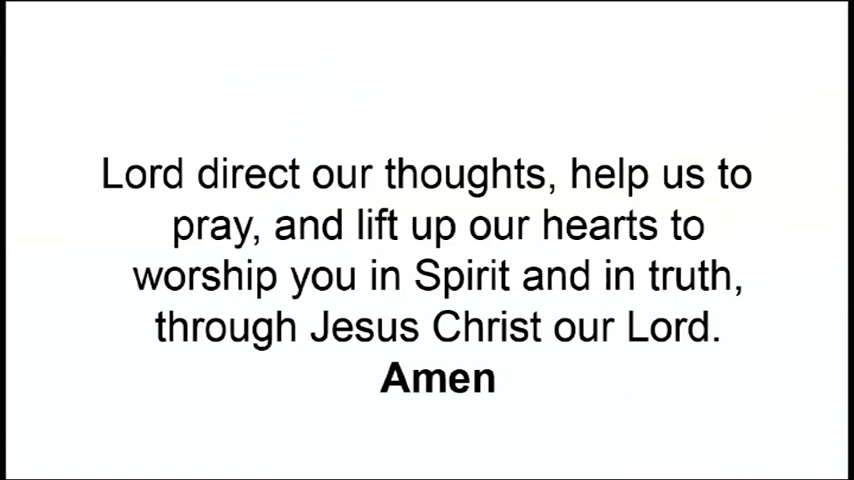 Lord direct our thoughts, help us to
pray, and lift up our hearts to
worship you in Spirit and in truth,
through Jesus Christ our Lord.
Amen